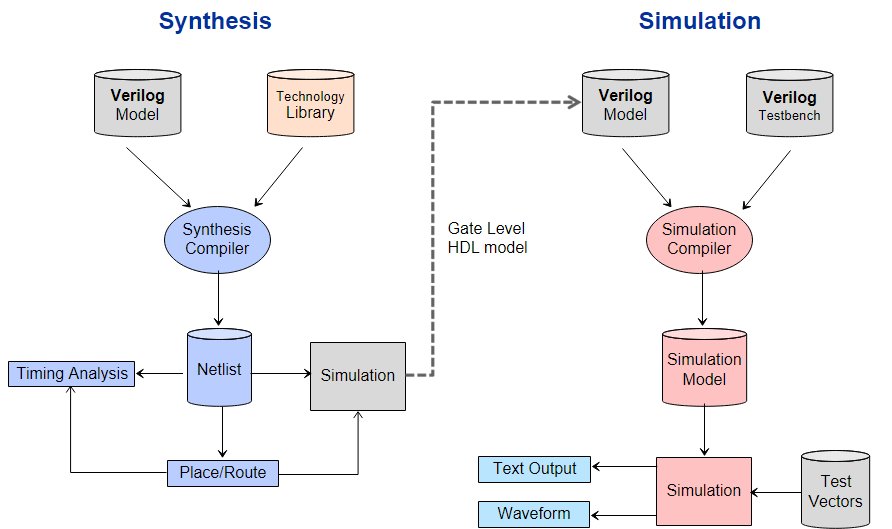 Synthesis
Simulation
Verilog
Model
Technology
Library
Verilog
Model
Verilog
Testbench
Synthesis
Compiler
Gate Level
HDL model
Simulation
Compiler
Netlist
Timing Analysis
Simulation
Simulation
Model
Place/Route
Text Output
Waveform
Simulation
Test
Vectors